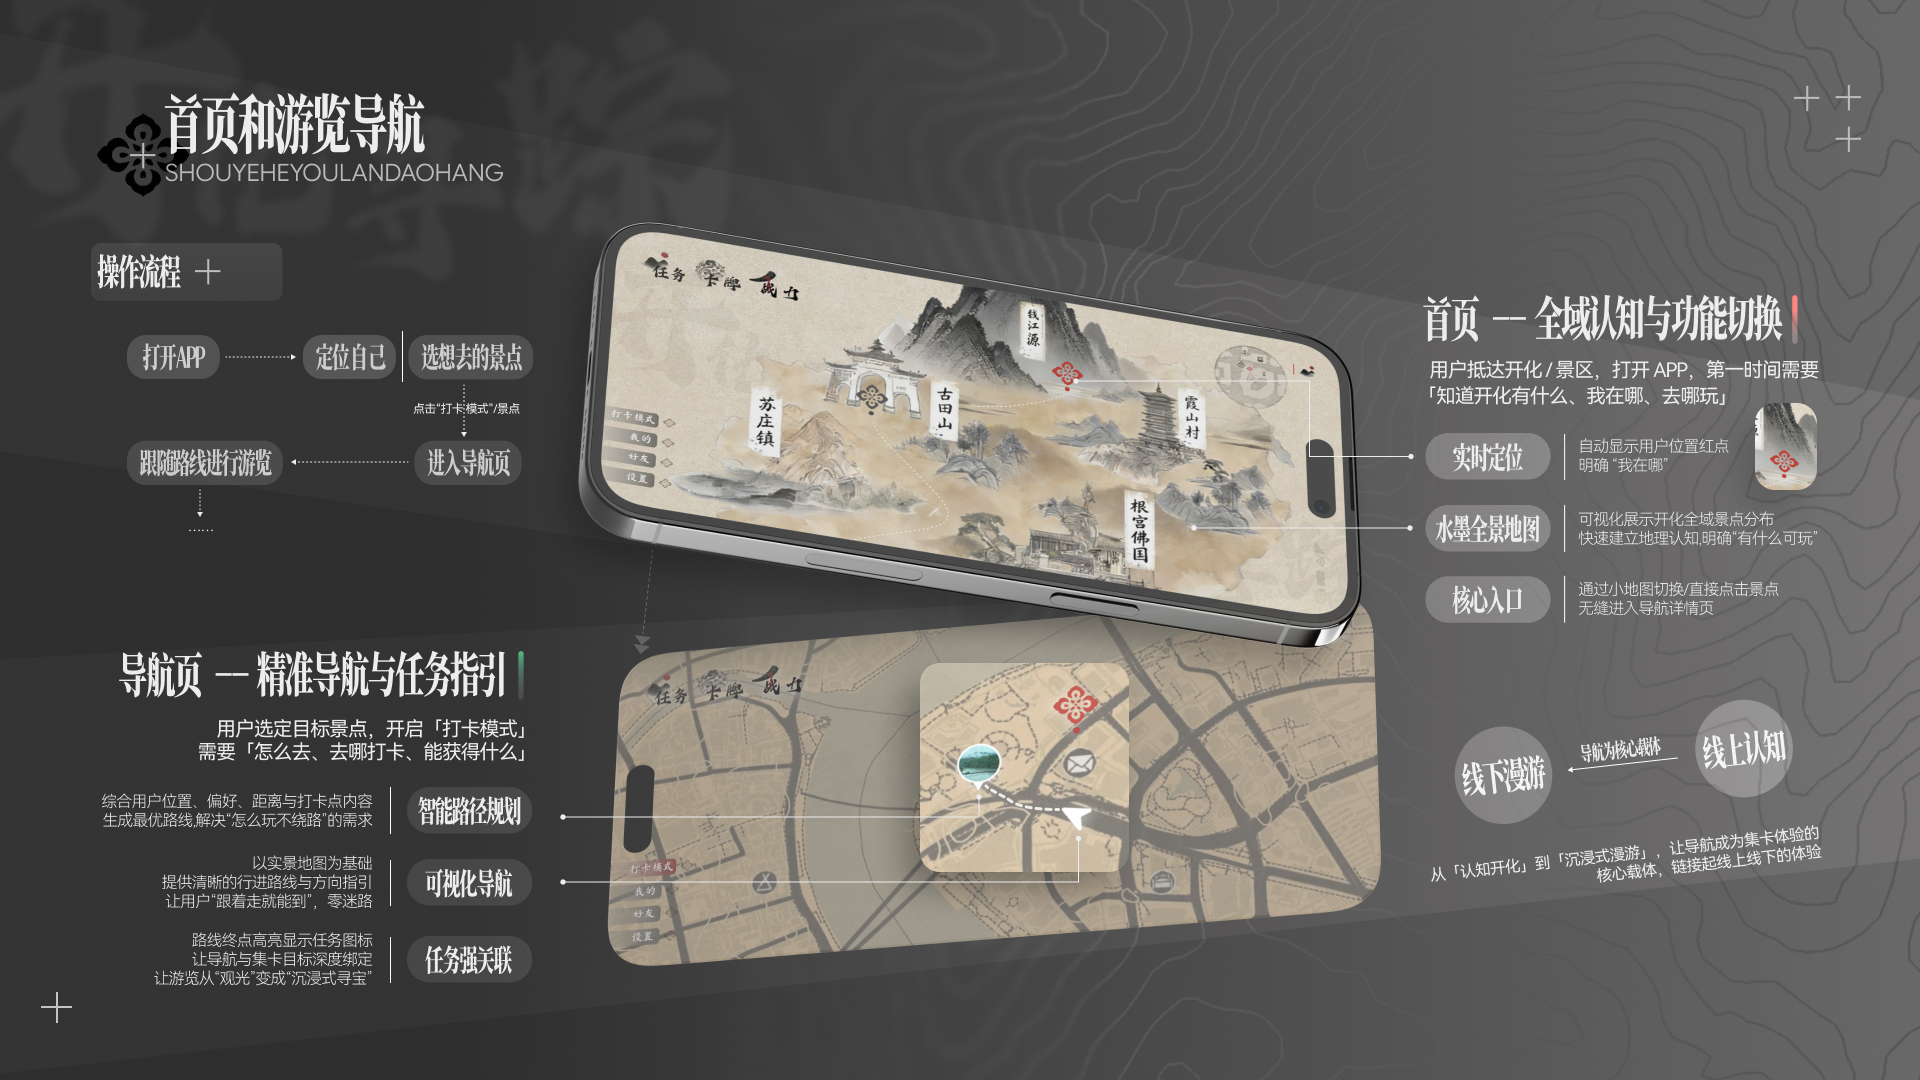 首页和游览导航
SHOUYEHEYOULANDAOHANG
操作流程
打开APP
定位自己
选想去的景点
点击“打卡模式”/景点
跟随路线进行游览
进入导航页
……
任务 卡牌 战力
钱江源
苏庄镇
古田山
霞山村
根宫佛国
打卡模式
我的
好友
设置
首页 —— 全域认知与功能切换
用户抵达开化 / 景区，打开 APP，第一时间需要
「知道开化有什么、我在哪、去哪玩」
实时定位
自动显示用户位置红点
明确 “我在哪”
水墨全景地图
可视化展示开化全域景点分布
快速建立地理认知,明确“有什么可玩”
核心入口
通过小地图切换/直接点击景点
无缝进入导航详情页
导航页 —— 精准导航与任务指引
用户选定目标景点，开启「打卡模式」
需要「怎么去、去哪打卡、能获得什么」
综合用户位置、偏好、距离与打卡点内容
生成最优路线,解决“怎么玩不绕路”的需求
智能路径规划
以实景地图为基础
提供清晰的行进路线与方向指引
让用户“跟着走就能到”，零迷路
可视化导航
路线终点高亮显示任务图标
让导航与集卡目标深度绑定
让游览从“观光”变成“沉浸式寻宝”
任务强关联
任务 卡牌 战力
打卡模式
我的
好友
设置
线下漫游
导航为核心载体
线上认知
从「认知开化」到「沉浸式漫游」，让导航成为集卡体验的
核心载体，链接起线上线下的体验